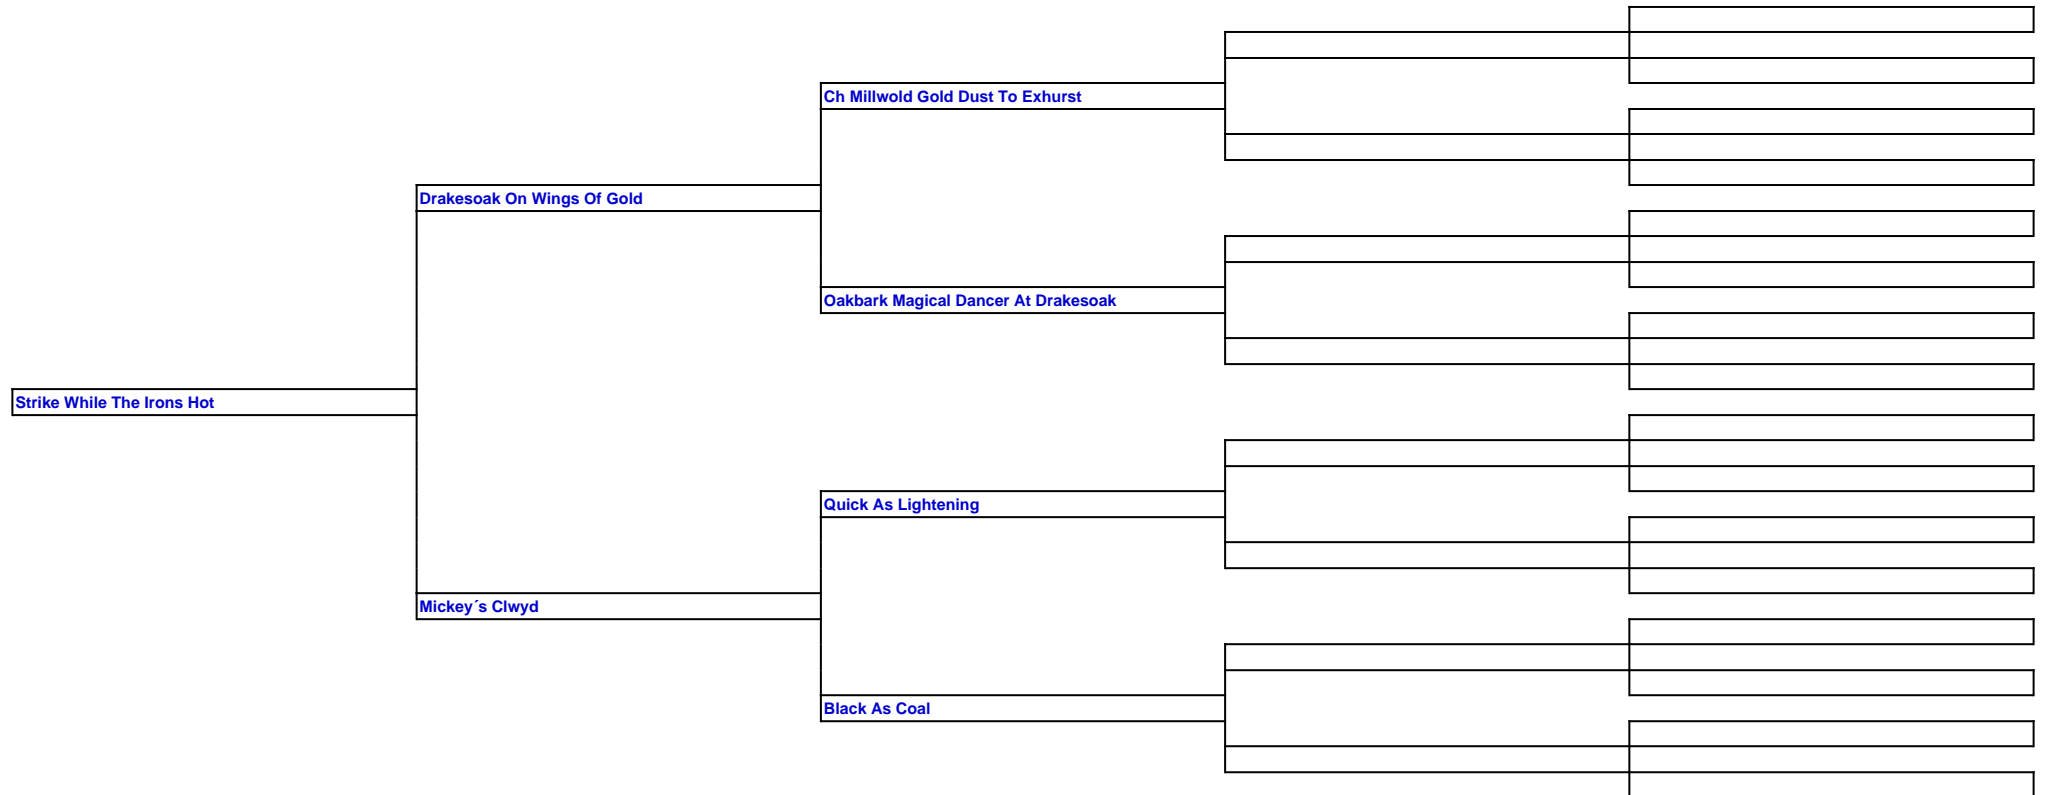 Ch Millwold Gold Dust To Exhurst
Drakesoak On Wings Of Gold
Oakbark Magical Dancer At Drakesoak
Strike While The Irons Hot
Quick As Lightening
Mickey´s Clwyd
Black As Coal